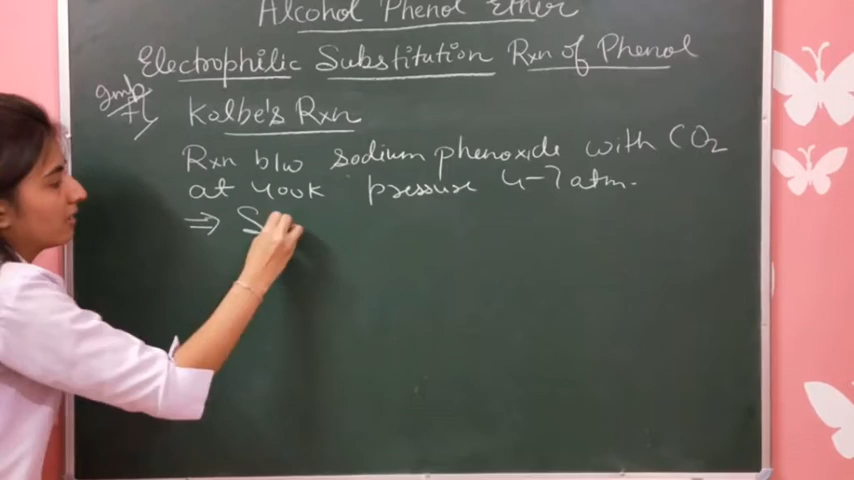 Alcohol Phenol Ether
Electrophilic Substitution Rxn of Phenol
Kolbe's Rxn
Rxn b/w sodium phenoxide with CO2
at 400K pressure 4-7 atm.
⇒ S